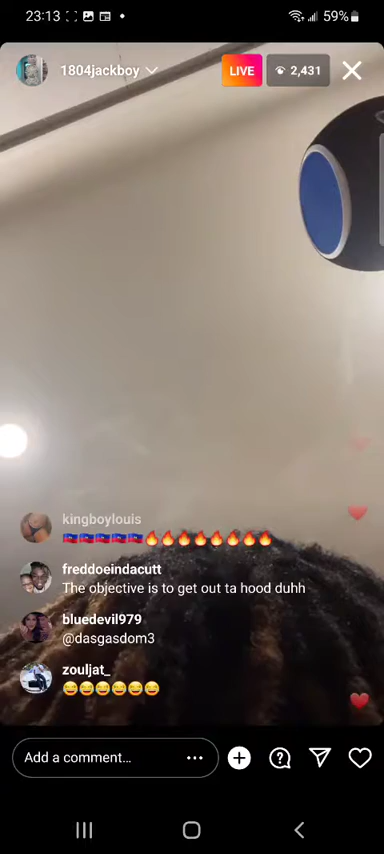 23:13
59%
1804jackboy
LIVE
2,431
kingboylouis
🇭🇹🇭🇹🇭🇹🇭🇹🇭🇹🔥🔥🔥🔥🔥🔥🔥🔥
freddoeindacutt
The objective is to get out ta hood duhh
bluedevil979
@dasgasdom3
zouljat_
😂😂😂😂😂😂
Add a comment...